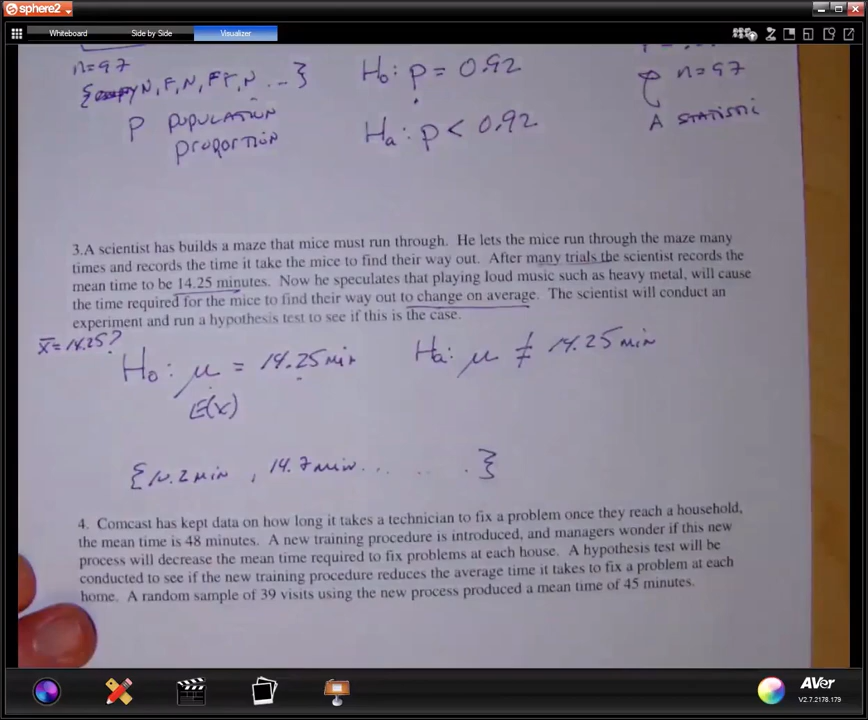 sphere2
Whiteboard Side by Side Visualizer
n=97
N, F, N, FF, N ... }
P POPULATION
PROPORTION
H₀: p = 0.92
Hₐ: p < 0.92
n=97
A STATISTIC
3.A scientist has builds a maze that mice must run through. He lets the mice run through the maze many
times and records the time it take the mice to find their way out. After many trials the scientist records the
mean time to be 14.25 minutes. Now he speculates that playing loud music such as heavy metal, will cause
the time required for the mice to find their way out to change on average. The scientist will conduct an
experiment and run a hypothesis test to see if this is the case.
x̄ = 14.25?
H₀: μ = 14.25 min Hₐ: μ ≠ 14.25 min
E(x)
{10.2 min , 14.7 min ... .. . }
4. Comcast has kept data on how long it takes a technician to fix a problem once they reach a household,
the mean time is 48 minutes. A new training procedure is introduced, and managers wonder if this new
process will decrease the mean time required to fix problems at each house. A hypothesis test will be
conducted to see if the new training procedure reduces the average time it takes to fix a problem at each
home. A random sample of 39 visits using the new process produced a mean time of 45 minutes.
AVer
V2.7.2178.179